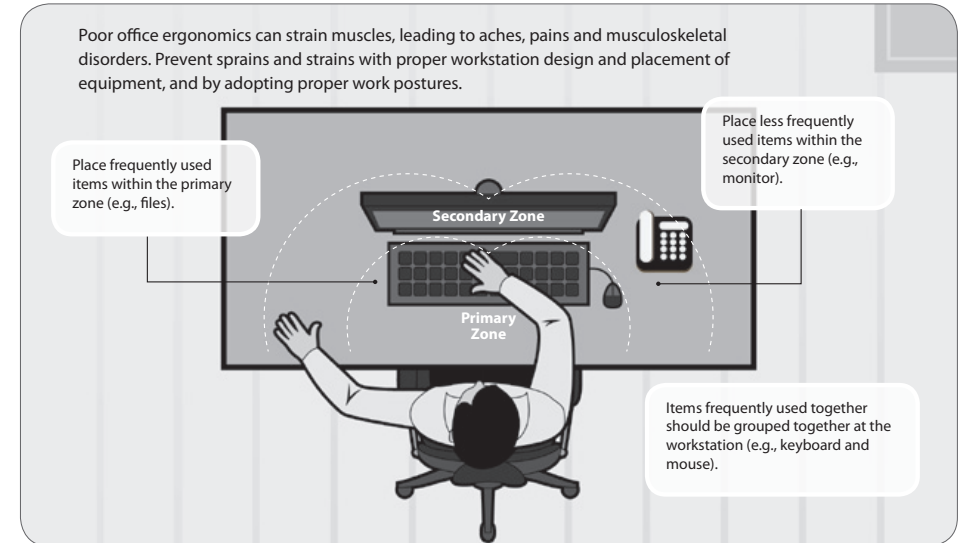 Poor office ergonomics can strain muscles, leading to aches, pains and musculoskeletal
disorders. Prevent sprains and strains with proper workstation design and placement of
equipment, and by adopting proper work postures.
Place less frequently
used items within the
secondary zone (e.g.,
monitor).
Place frequently used
items within the primary
zone (e.g., files).
Secondary Zone
Primary
Zone
Items frequently used together
should be grouped together at the
workstation (e.g., keyboard and
mouse).